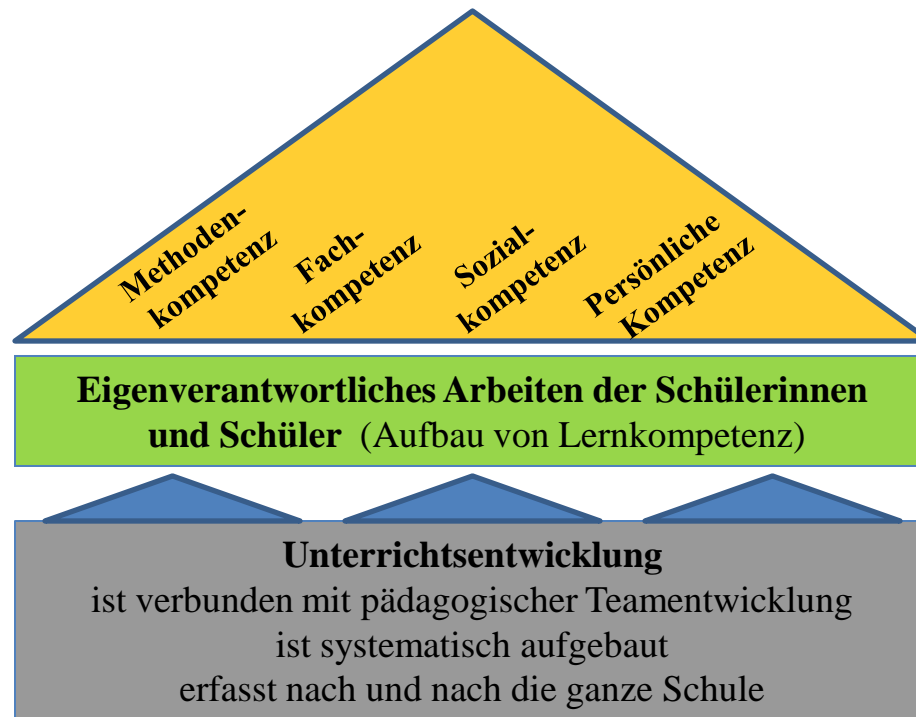 Methoden-
kompetenz
Fach-
kompetenz
Sozial-
kompetenz
Persönliche
Kompetenz
Eigenverantwortliches Arbeiten der Schülerinnen
und Schüler (Aufbau von Lernkompetenz)
Unterrichtsentwicklung
ist verbunden mit pädagogischer Teamentwicklung
ist systematisch aufgebaut
erfasst nach und nach die ganze Schule